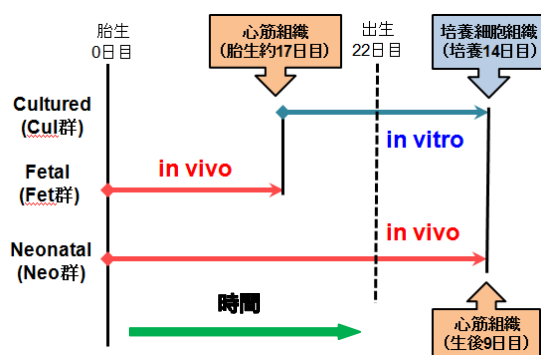 胎生
0日目
心筋組織
(胎生約17日目)
出生
22日目
培養細胞組織
(培養14日目)
Cultured
(Cul群)
in vitro
Fetal
(Fet群)
in vivo
Neonatal
(Neo群)
in vivo
時間
心筋組織
(生後9日目)